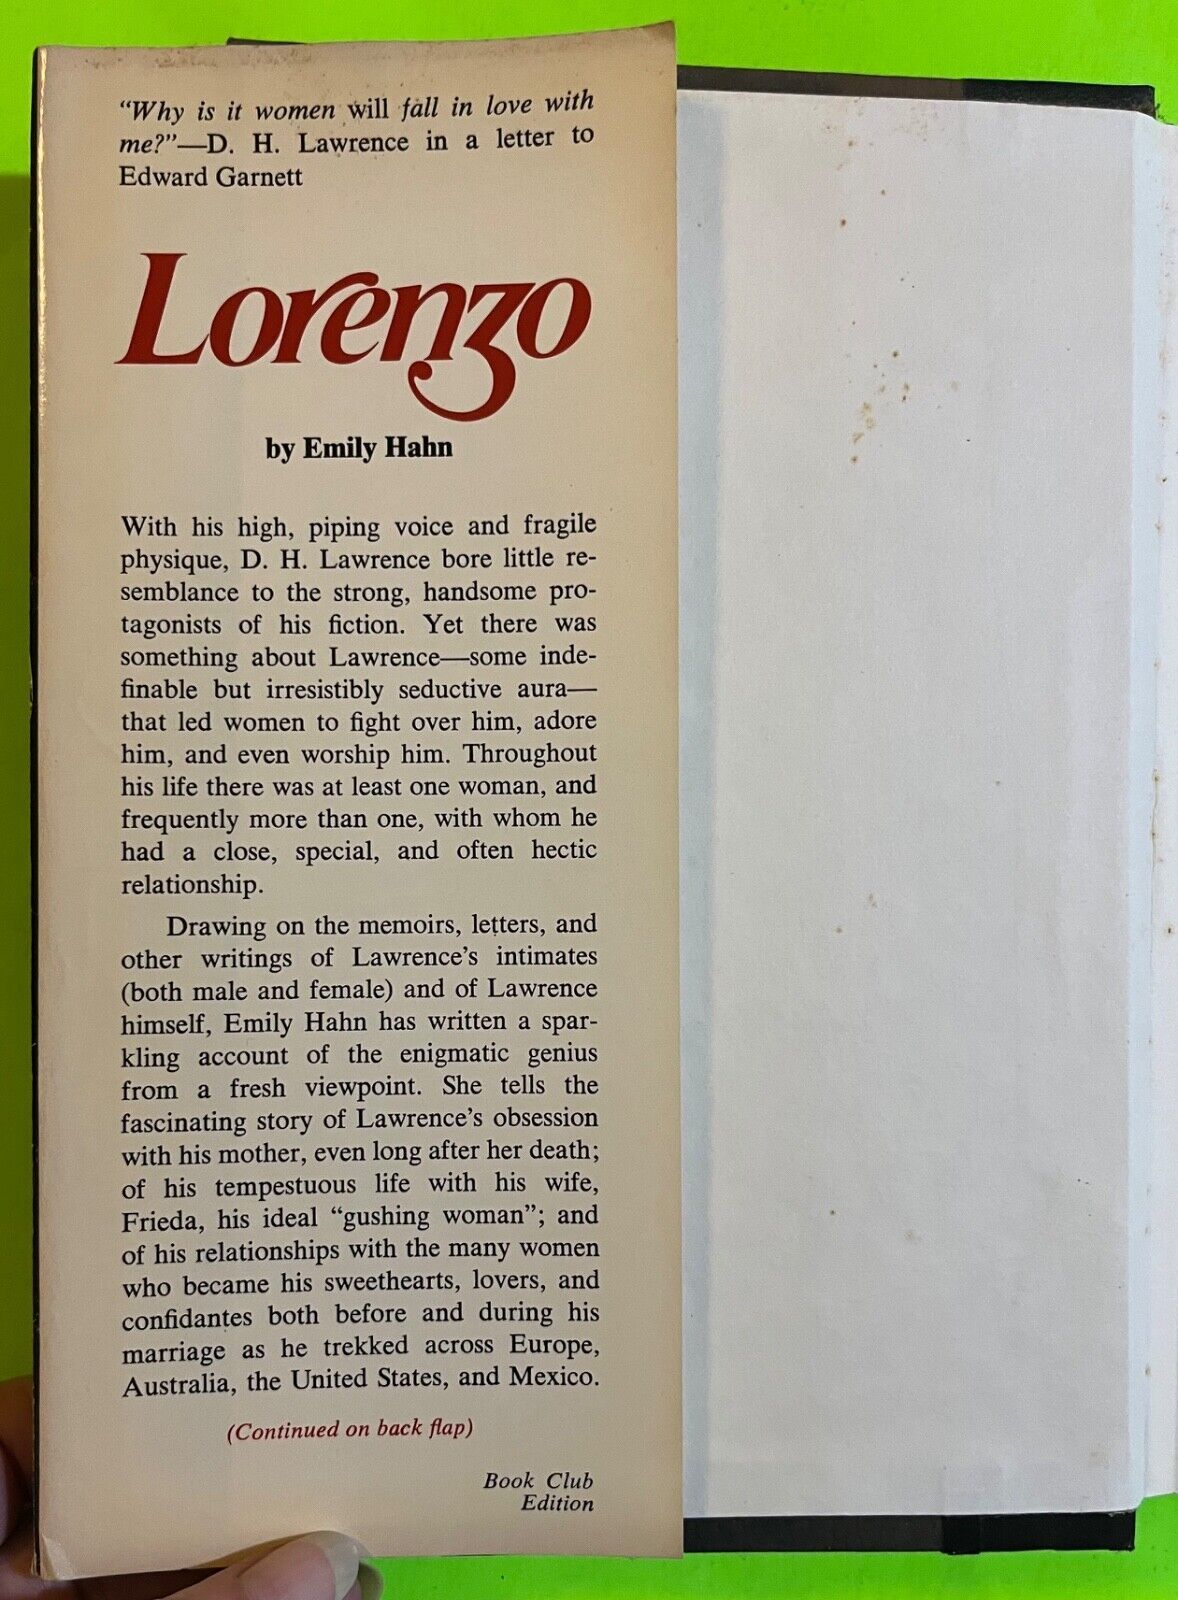 "Why is it women will fall in love with
me?"—D. H. Lawrence in a letter to
Edward Garnett
Lorenzo
by Emily Hahn
With his high, piping voice and fragile
physique, D. H. Lawrence bore little re-
semblance to the strong, handsome pro-
tagonists of his fiction. Yet there was
something about Lawrence—some inde-
finable but irresistibly seductive aura—
that led women to fight over him, adore
him, and even worship him. Throughout
his life there was at least one woman, and
frequently more than one, with whom he
had a close, special, and often hectic
relationship.
Drawing on the memoirs, letters, and
other writings of Lawrence's intimates
(both male and female) and of Lawrence
himself, Emily Hahn has written a spar-
kling account of the enigmatic genius
from a fresh viewpoint. She tells the
fascinating story of Lawrence's obsession
with his mother, even long after her death;
of his tempestuous life with his wife,
Frieda, his ideal "gushing woman"; and
of his relationships with the many women
who became his sweethearts, lovers, and
confidantes both before and during his
marriage as he trekked across Europe,
Australia, the United States, and Mexico.
(Continued on back flap)
Book Club
Edition